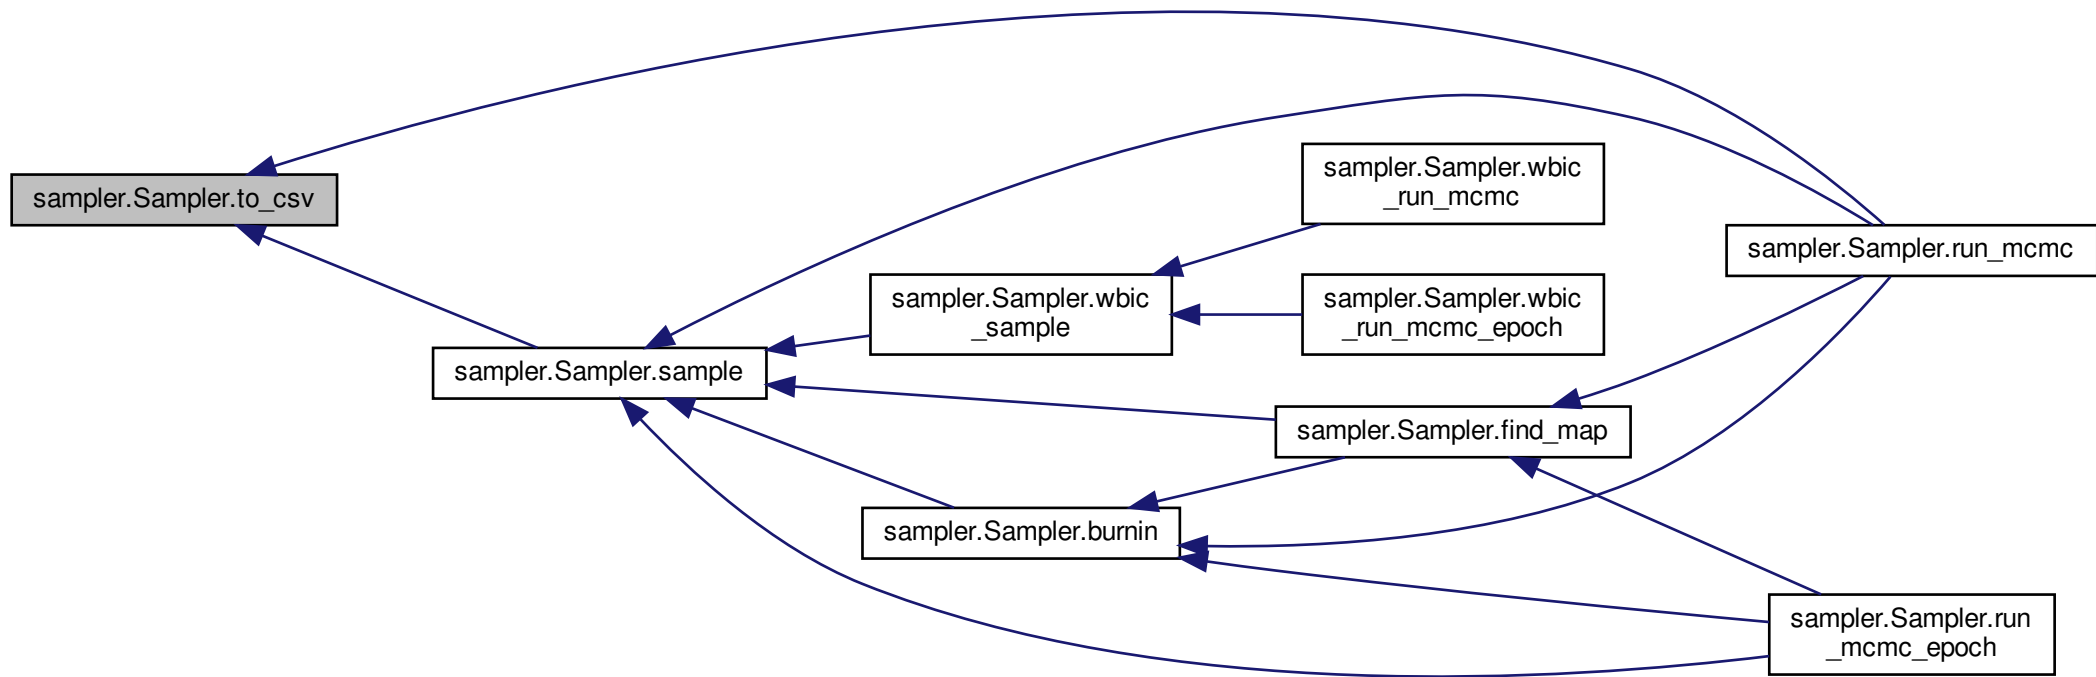 sampler.Sampler.to_csv
sampler.Sampler.sample
sampler.Sampler.wbic
_sample
sampler.Sampler.burnin
sampler.Sampler.wbic
_run_mcmc
sampler.Sampler.wbic
_run_mcmc_epoch
sampler.Sampler.find_map
sampler.Sampler.run_mcmc
sampler.Sampler.run
_mcmc_epoch